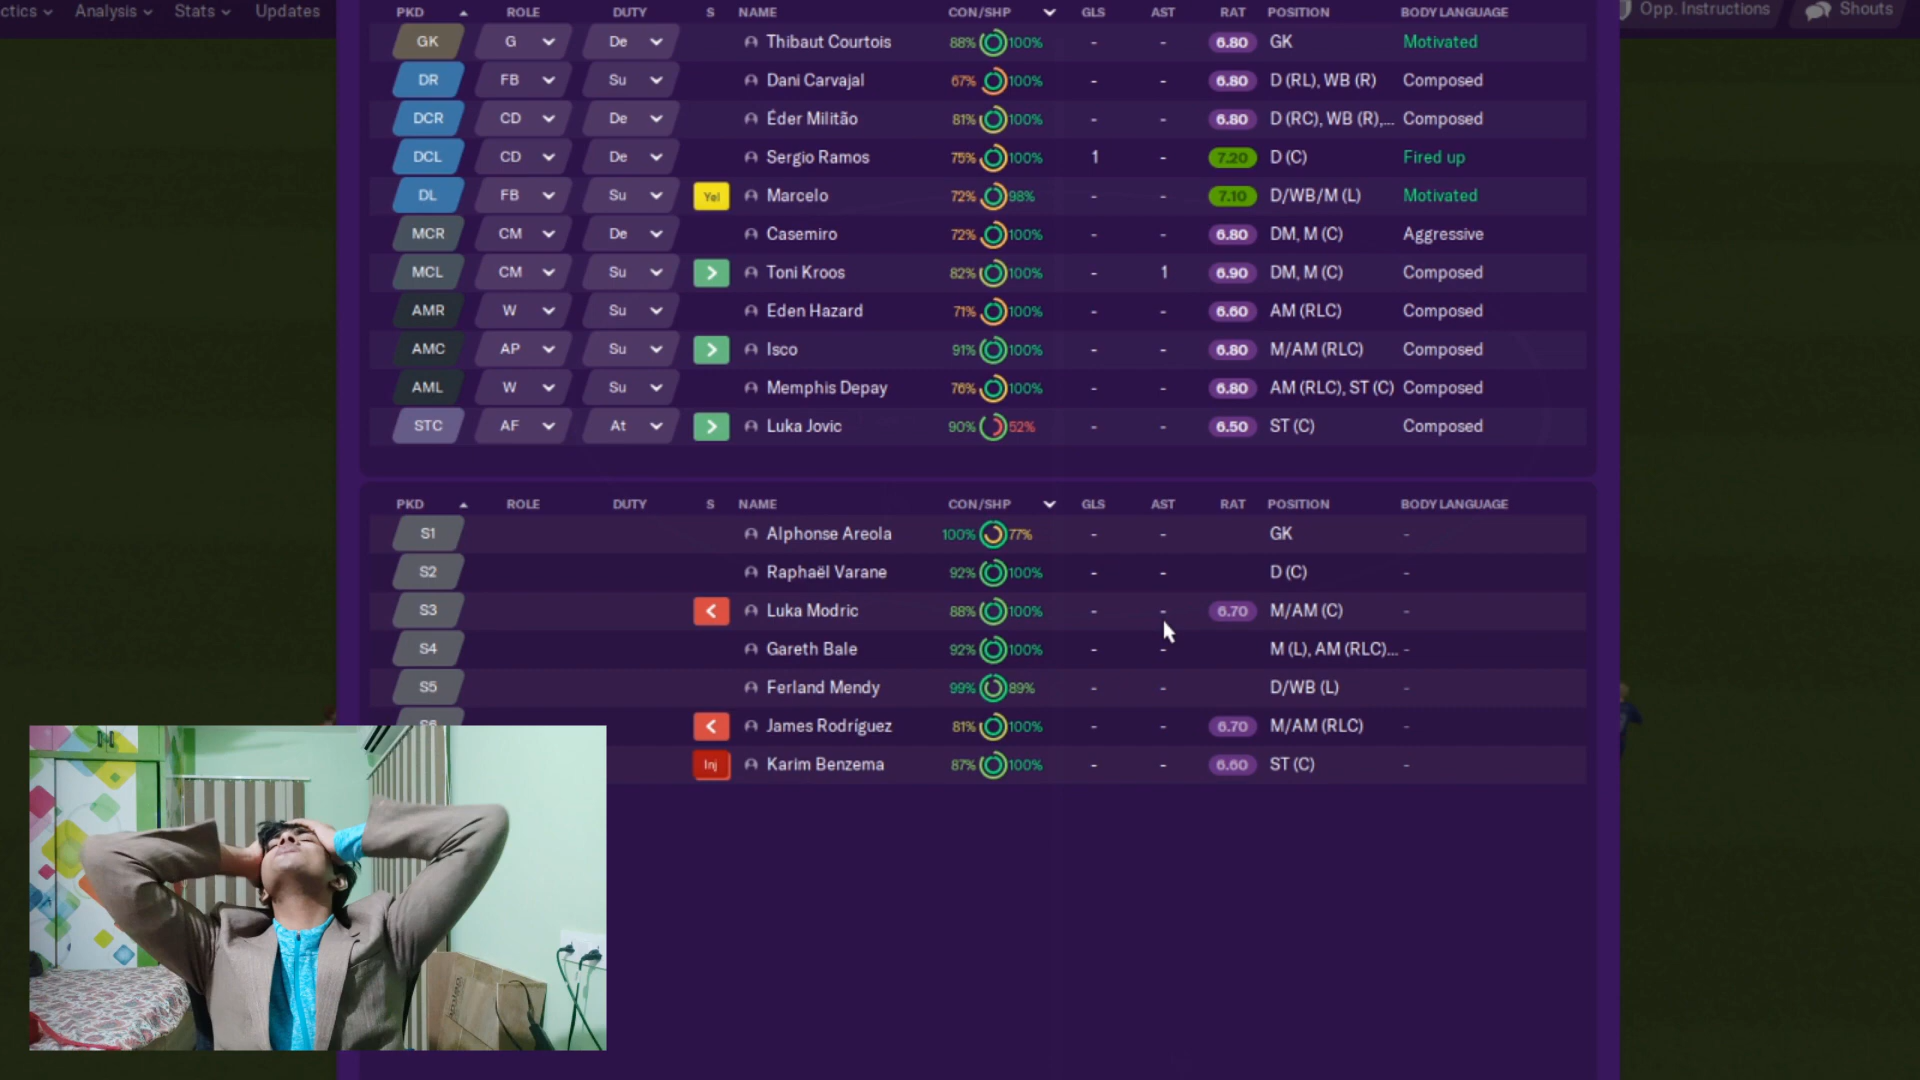 ctics Analysis Stats Updates Opp. Instructions Shouts
PKD ROLE DUTY S NAME CON/SHP GLS AST RAT POSITION BODY LANGUAGE
GK G De Thibaut Courtois 88% 100% - - 6.80 GK Motivated
DR FB Su Dani Carvajal 67% 100% - - 6.80 D (RL), WB (R) Composed
DCR CD De Éder Militão 81% 100% - - 6.80 D (RC), WB (R),... Composed
DCL CD De Sergio Ramos 75% 100% 1 - 7.20 D (C) Fired up
DL FB Su Yel Marcelo 72% 98% - - 7.10 D/WB/M (L) Motivated
MCR CM De Casemiro 72% 100% - - 6.80 DM, M (C) Aggressive
MCL CM Su Toni Kroos 82% 100% - 1 6.90 DM, M (C) Composed
AMR W Su Eden Hazard 71% 100% - - 6.60 AM (RLC) Composed
AMC AP Su Isco 91% 100% - - 6.80 M/AM (RLC) Composed
AML W Su Memphis Depay 76% 100% - - 6.80 AM (RLC), ST (C) Composed
STC AF At Luka Jovic 90% 52% - - 6.50 ST (C) Composed
PKD ROLE DUTY S NAME CON/SHP GLS AST RAT POSITION BODY LANGUAGE
S1 Alphonse Areola 100% 77% - - GK -
S2 Raphaël Varane 92% 100% - - D (C) -
S3 Luka Modric 88% 100% - - 6.70 M/AM (C) -
S4 Gareth Bale 92% 100% - - M (L), AM (RLC)... -
S5 Ferland Mendy 99% 89% - - D/WB (L) -
S6 James Rodríguez 81% 100% - - 6.70 M/AM (RLC) -
Inj Karim Benzema 87% 100% - - 6.60 ST (C) -